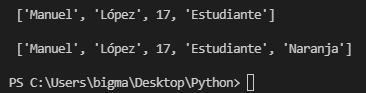 ['Manuel', 'López', 17, 'Estudiante']
['Manuel', 'López', 17, 'Estudiante', 'Naranja']
PS C:\Users\bigma\Desktop\Python>